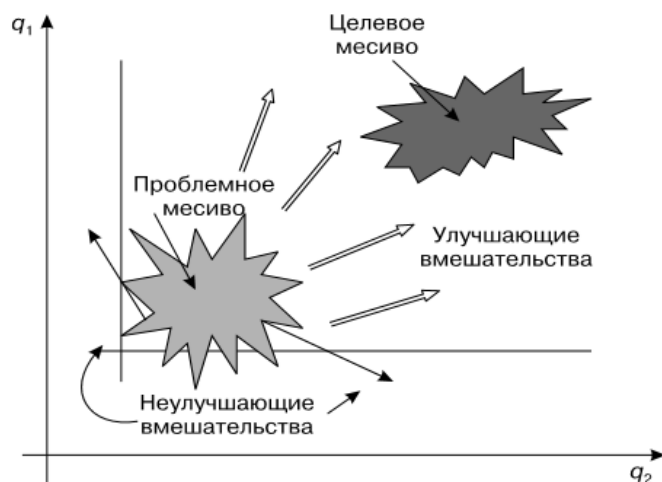 q1
Целевое
месиво
Проблемное
месиво
Улучшающие
вмешательства
Неулучшающие
вмешательства
q2